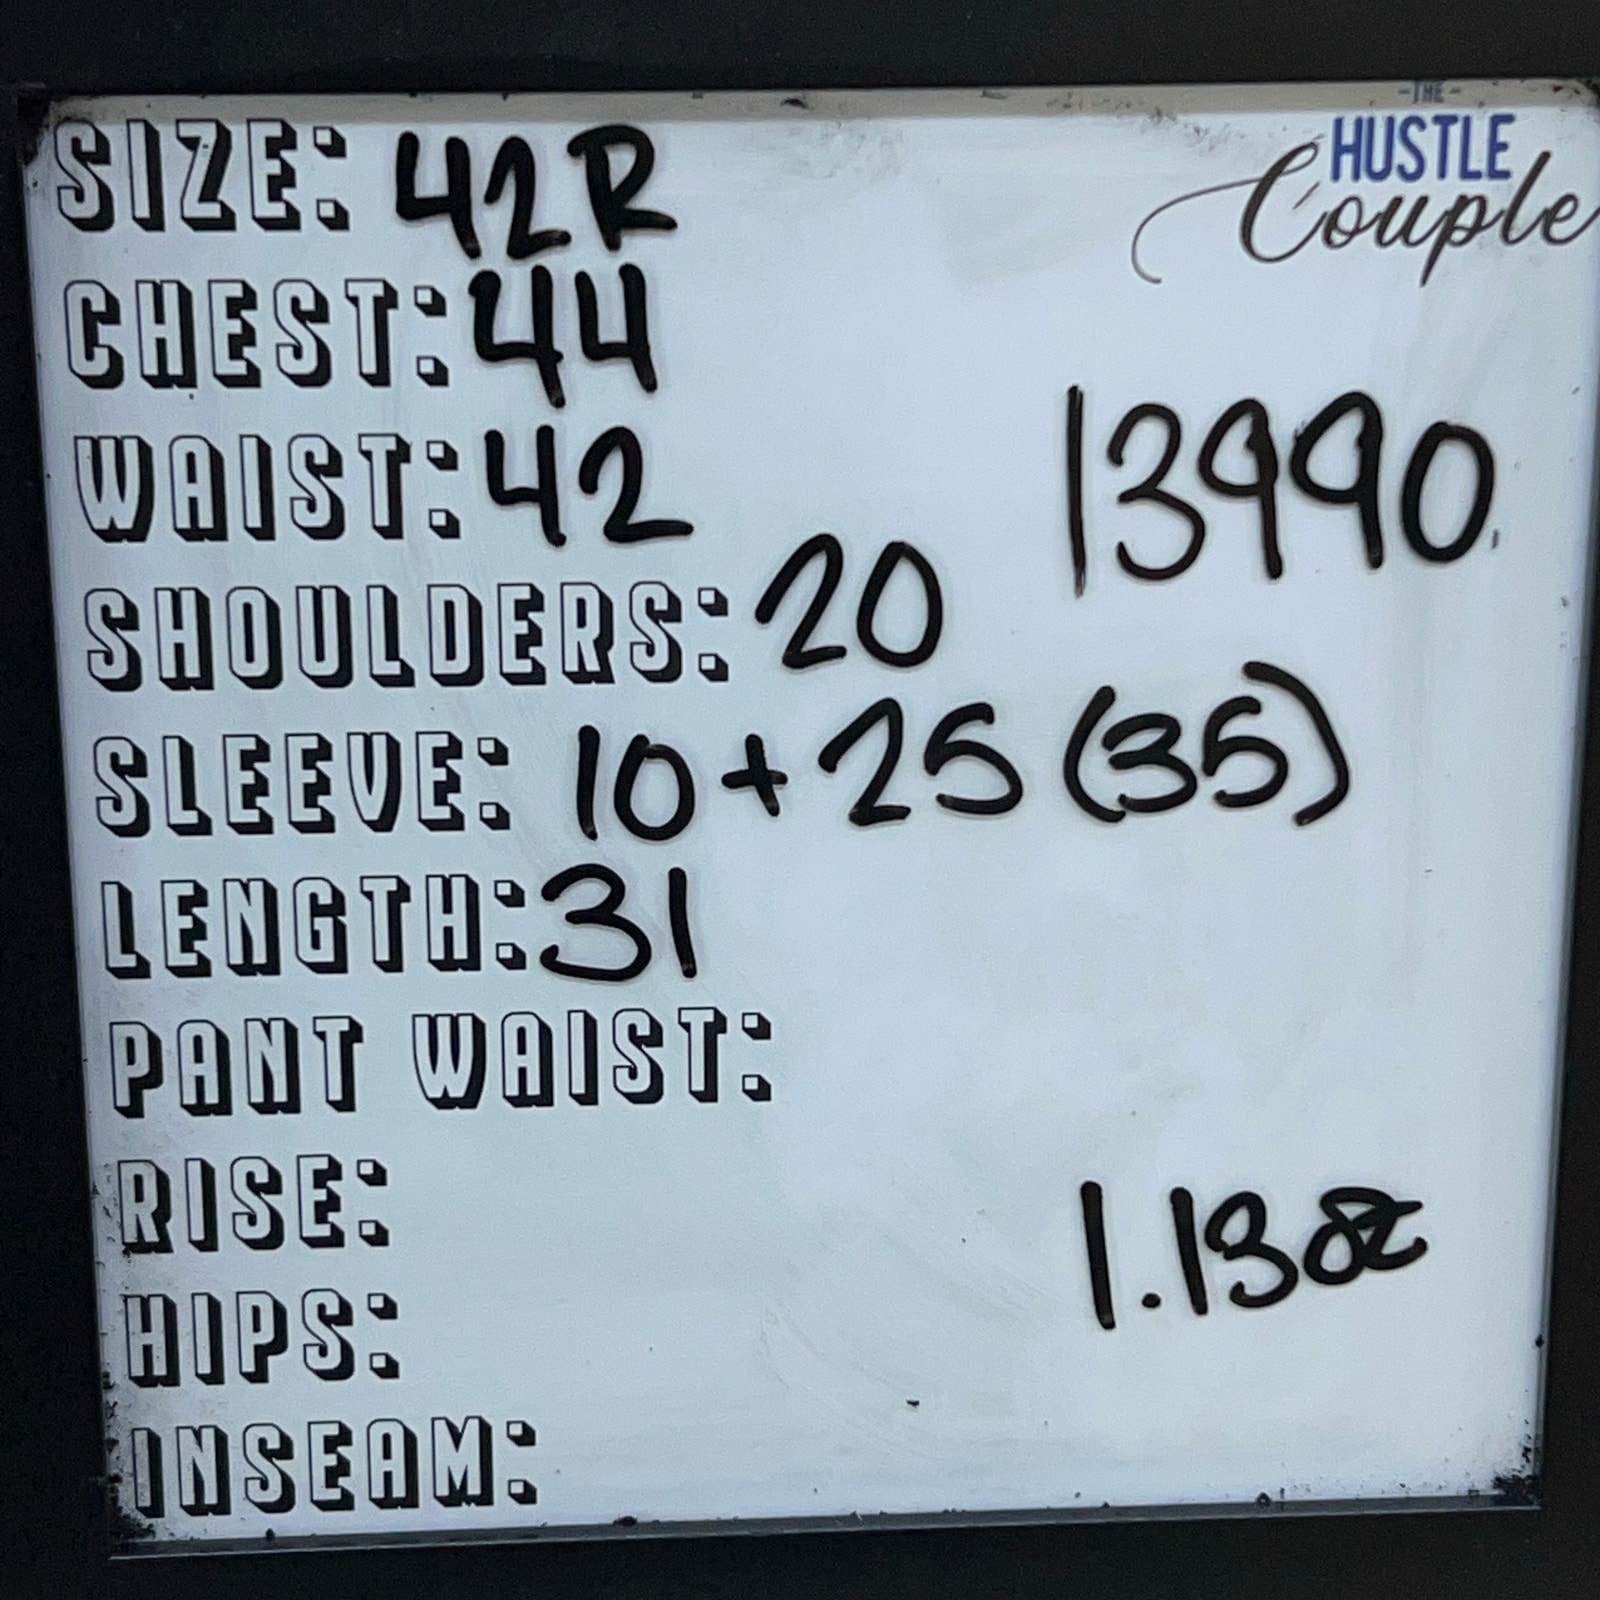 -THE-
HUSTLE
Couple
SIZE: 42R
CHEST: 44
WAIST: 42
13990
SHOULDERS: 20
SLEEVE: 10 + 25 (35)
LENGTH: 31
PANT WAIST:
RISE:
1.13
HIPS:
INSEAM: